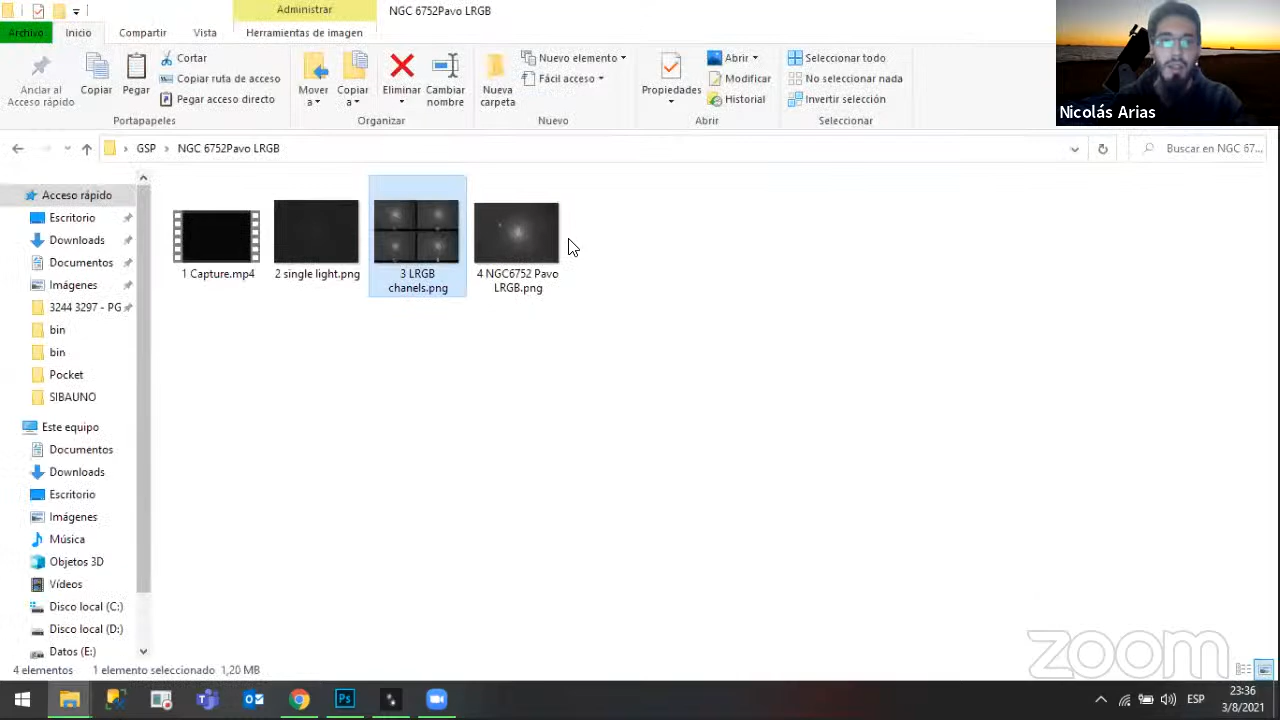 Administrar
NGC 6752Pavo LRGB
Archivo
Inicio
Compartir
Vista
Herramientas de imagen
Anclar al
Acceso rápido
Copiar
Pegar
Cortar
Copiar ruta de acceso
Pegar acceso directo
Portapapeles
Mover
a
Copiar
a
Eliminar
Cambiar
nombre
Organizar
Nueva
carpeta
Nuevo elemento
Fácil acceso
Nuevo
Propiedades
Abrir
Modificar
Historial
Abrir
Seleccionar todo
No seleccionar nada
Invertir selección
Seleccionar
Nicolás Arias
GSP
NGC 6752Pavo LRGB
Buscar en NGC 67...
Acceso rápido
Escritorio
Downloads
Documentos
Imágenes
3244 3297 - PG
bin
bin
Pocket
SIBAUNO
Este equipo
Documentos
Downloads
Escritorio
Imágenes
Música
Objetos 3D
Vídeos
Disco local (C:)
Disco local (D:)
Datos (E:)
1 Capture.mp4
2 single light.png
3 LRGB
chanels.png
4 NGC6752 Pavo
LRGB.png
4 elementos
1 elemento seleccionado 1,20 MB
zoom
Ps
ESP
23:36
3/8/2021